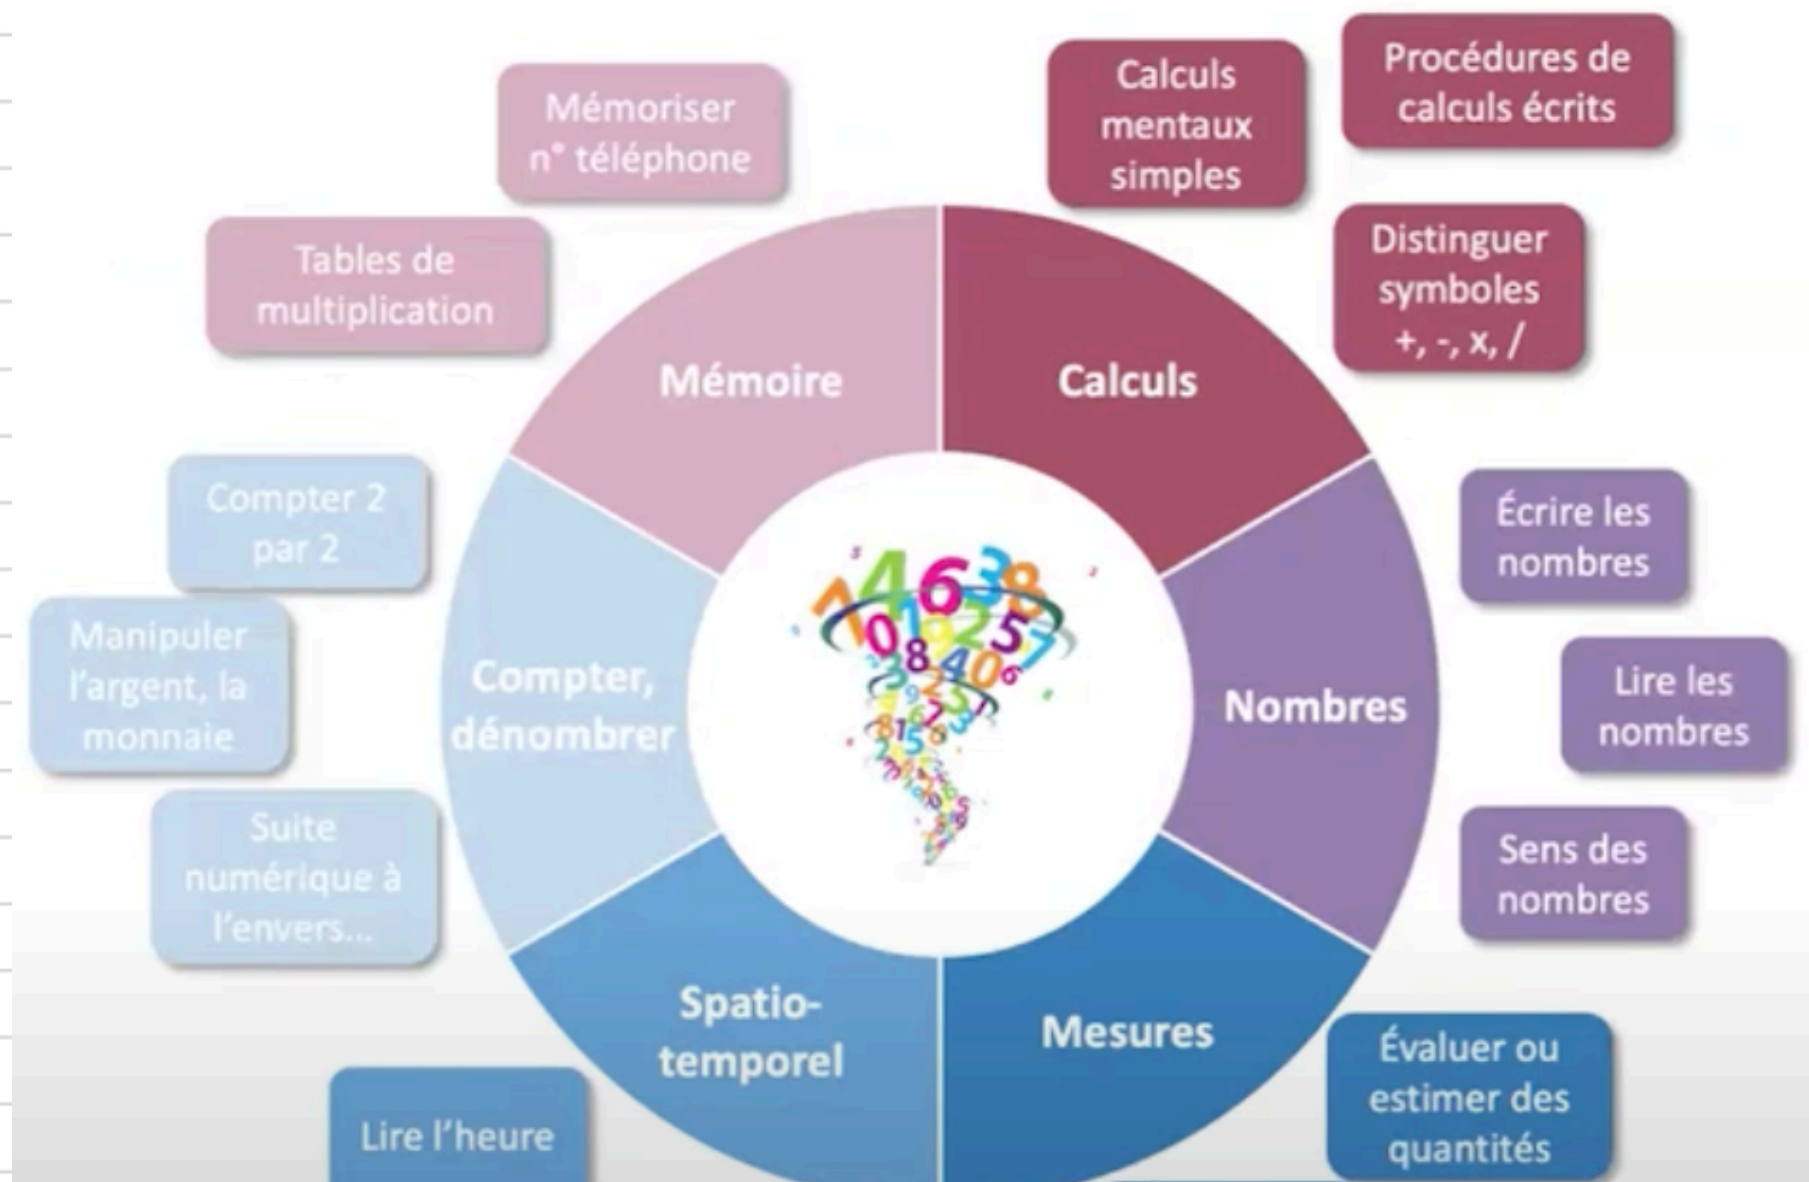 Mémoriser
n° téléphone
Tables de
multiplication
Calculs
mentaux
simples
Procédures de
calculs écrits
Distinguer
symboles
+, -, x, /
Mémoire
Calculs
Compter 2
par 2
Manipuler
l'argent, la
monnaie
Suite
numérique à
l'envers...
Compter,
dénombrer
Nombres
Écrire les
nombres
Lire les
nombres
Sens des
nombres
Spatio-
temporel
Mesures
Lire l'heure
Évaluer ou
estimer des
quantités